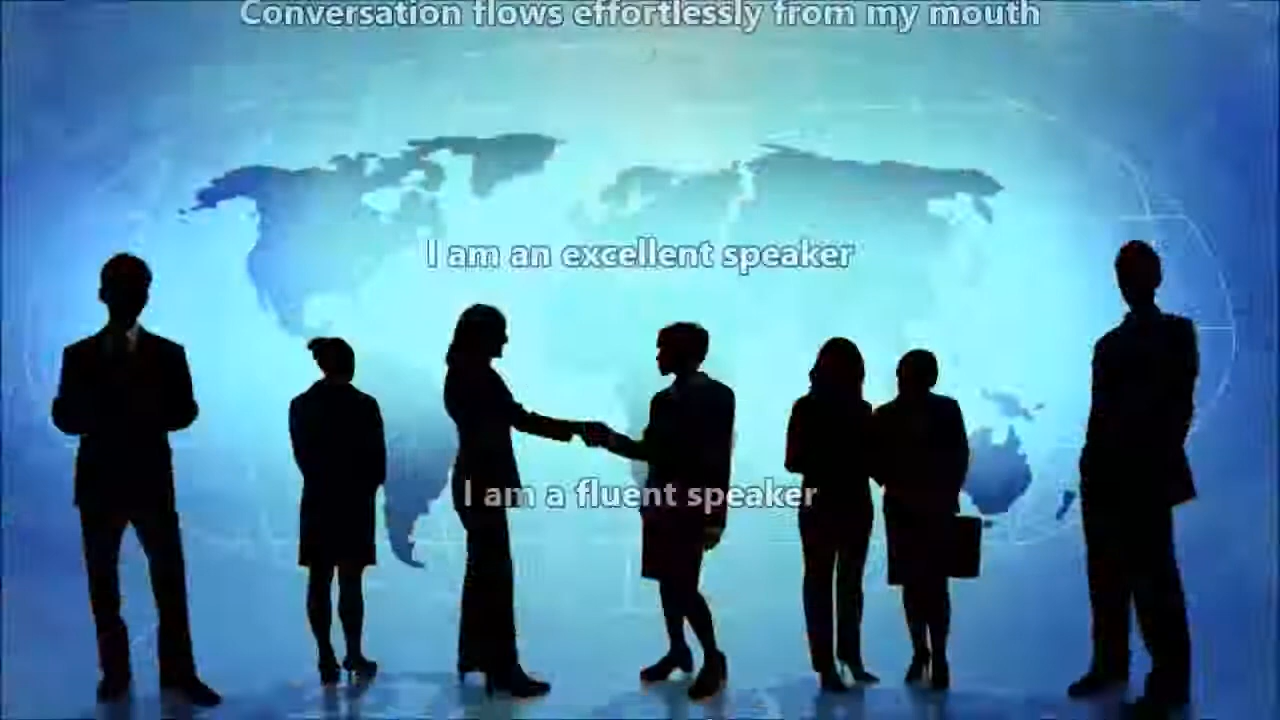 Conversation flows effortlessly from my mouth
I am an excellent speaker
I am a fluent speaker